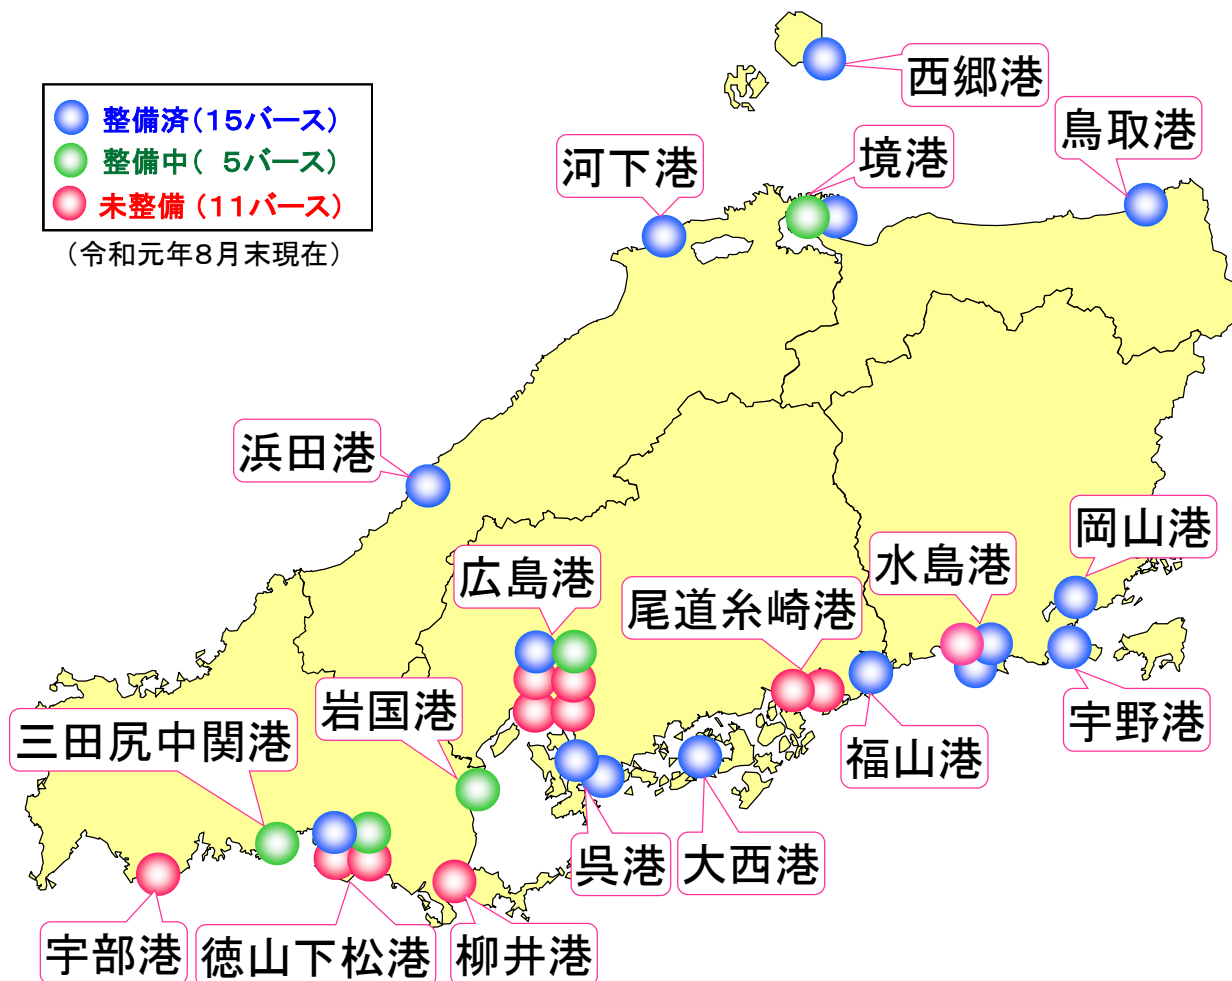 整備済(15バース)
整備中( 5バース)
未整備(11バース)
(令和元年8月末現在)
西郷港
鳥取港
境港
河下港
浜田港
岡山港
水島港
広島港
尾道糸崎港
岩国港
三田尻中関港
宇野港
福山港
呉港
大西港
宇部港
徳山下松港
柳井港